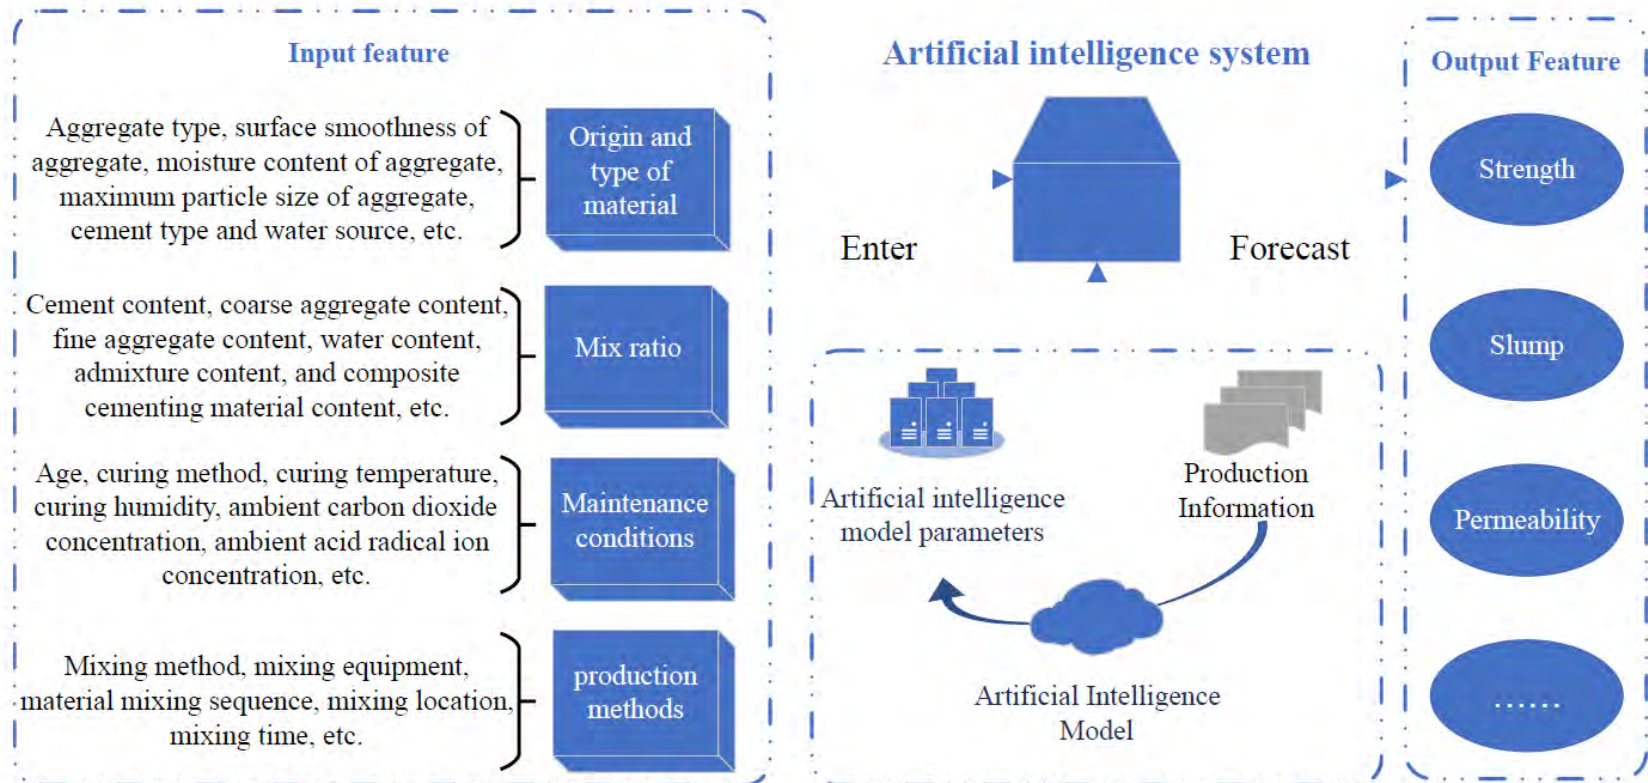 Input feature
Aggregate type, surface smoothness of
aggregate, moisture content of aggregate,
maximum particle size of aggregate,
cement type and water source, etc.
Origin and
type of
material
Cement content, coarse aggregate content,
fine aggregate content, water content,
admixture content, and composite
cementing material content, etc.
Mix ratio
Age, curing method, curing temperature,
curing humidity, ambient carbon dioxide
concentration, ambient acid radical ion
concentration, etc.
Maintenance
conditions
Mixing method, mixing equipment,
material mixing sequence, mixing location,
mixing time, etc.
production
methods
Artificial intelligence system
Enter
Forecast
Artificial intelligence
model parameters
Production
Information
Artificial Intelligence
Model
Output Feature
Strength
Slump
Permeability
……